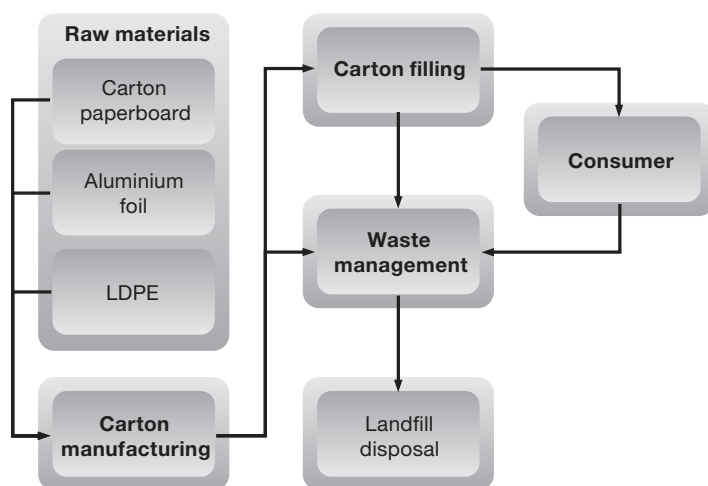 Raw materials
Carton
paperboard
Aluminium
foil
LDPE
Carton
manufacturing
Carton filling
Consumer
Waste
management
Landfill
disposal